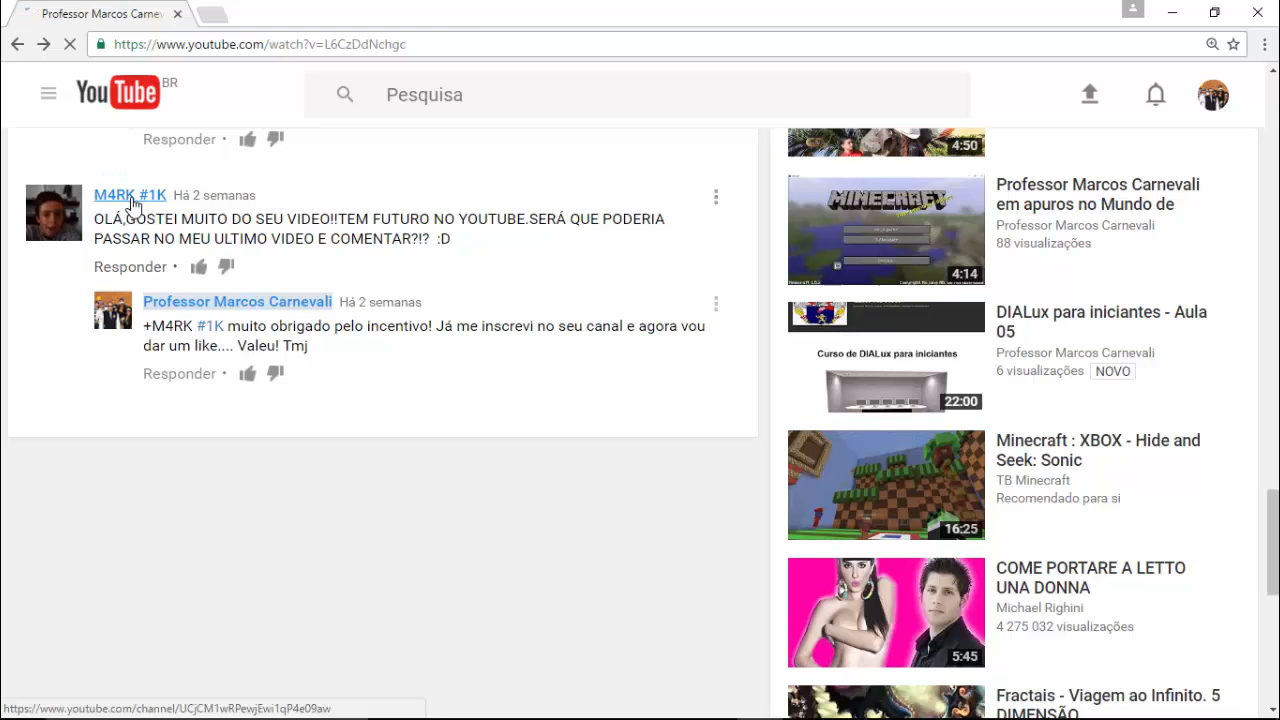 Professor Marcos Carnev
https://www.youtube.com/watch?v=L6CzDdNchgc
YouTube BR
Pesquisa
Responder •
M4RK #1K Há 2 semanas
OLÁ,GOSTEI MUITO DO SEU VIDEO!!TEM FUTURO NO YOUTUBE.SERÁ QUE PODERIA
PASSAR NO MEU ULTIMO VIDEO E COMENTAR?!? :D
Responder •
Professor Marcos Carnevali Há 2 semanas
+M4RK #1K muito obrigado pelo incentivo! Já me inscrevi no seu canal e agora vou
dar um like.... Valeu! Tmj
Responder •
4:50
MINECRAFT
4:14
Professor Marcos Carnevali
em apuros no Mundo de
Professor Marcos Carnevali
88 visualizações
Curso de DIALux para iniciantes
22:00
DIALux para iniciantes - Aula
05
Professor Marcos Carnevali
6 visualizações NOVO
16:25
Minecraft : XBOX - Hide and
Seek: Sonic
TB Minecraft
Recomendado para si
5:45
COME PORTARE A LETTO
UNA DONNA
Michael Righini
4 275 032 visualizações
Fractais - Viagem ao Infinito. 5
DIMENSÃO
https://www.youtube.com/channel/UCjCM1wRPewjEwi1qP4e09aw